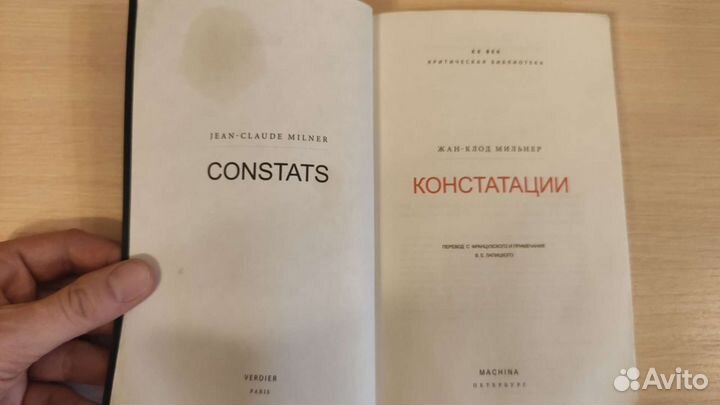 JEAN-CLAUDE MILNER
CONSTATS
VERDIER
PARIS
XX ВЕК
КРИТИЧЕСКАЯ БИБЛИОТЕКА
ЖАН-КЛОД МИЛЬНЕР
КОНСТАТАЦИИ
ПЕРЕВОД С ФРАНЦУЗСКОГО И ПРИМЕЧАНИЯ
В. Е. ЛАПИЦКОГО
MACHINA
ПЕТЕРБУРГ
Avito